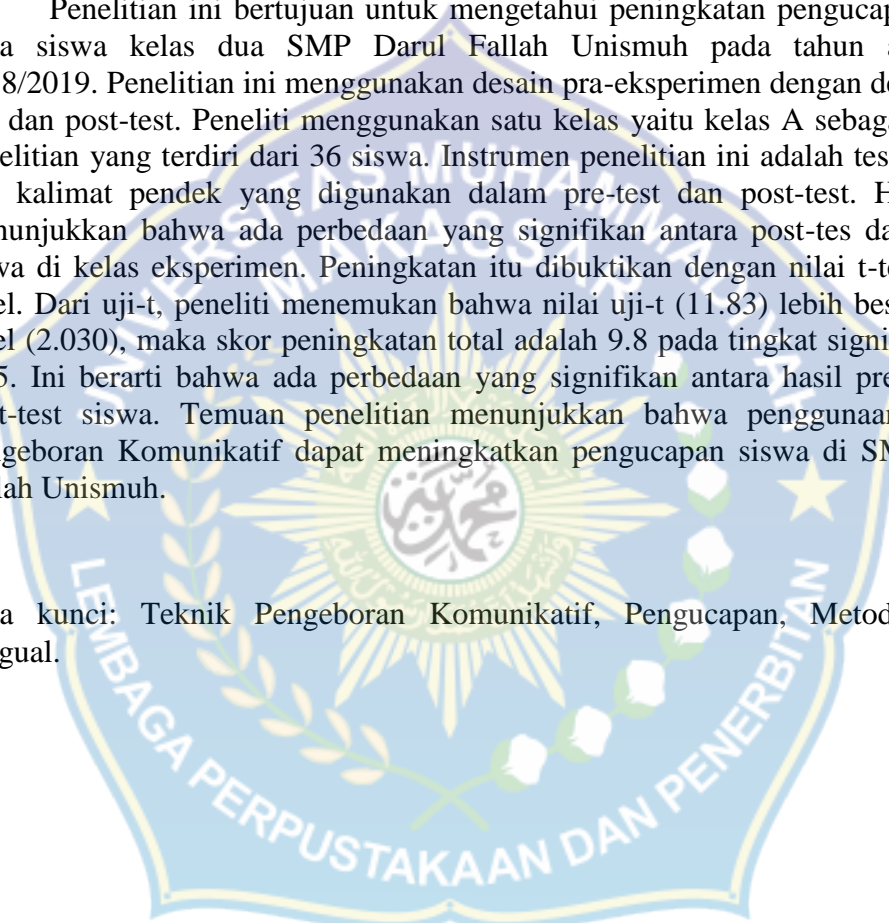 Penelitian ini bertujuan untuk mengetahui peningkatan pengucap
a siswa kelas dua SMP Darul Fallah Unismuh pada tahun a
8/2019. Penelitian ini menggunakan desain pra-eksperimen dengan de
dan post-test. Peneliti menggunakan satu kelas yaitu kelas A sebaga
elitian yang terdiri dari 36 siswa. Instrumen penelitian ini adalah tes
kalimat pendek yang digunakan dalam pre-test dan post-test. H
nunjukkan bahwa ada perbedaan yang signifikan antara post-tes da
wa di kelas eksperimen. Peningkatan itu dibuktikan dengan nilai t-te
el. Dari uji-t, peneliti menemukan bahwa nilai uji-t (11.83) lebih bes
el (2.030), maka skor peningkatan total adalah 9.8 pada tingkat signi
5. Ini berarti bahwa ada perbedaan yang signifikan antara hasil pre
t-test siswa. Temuan penelitian menunjukkan bahwa penggunaan
ngeboran Komunikatif dapat meningkatkan pengucapan siswa di SM
lah Unismuh.
a kunci: Teknik Pengeboran Komunikatif, Pengucapan, Metod
gual.
UNIVERSITAS MUHAMMADIYAH
MAKASSAR
LEMBAGA PERPUSTAKAAN DAN PENERBITAN